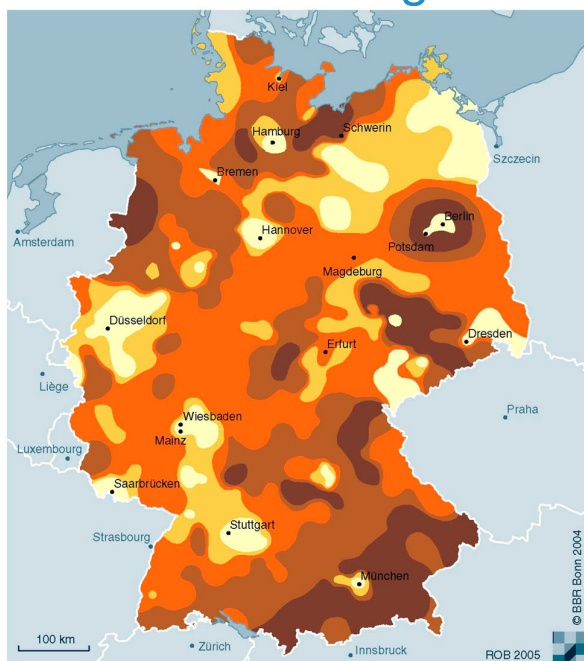 Kiel
Schwerin
Hamburg
Szczecin
Bremen
Berlin
Amsterdam
Hannover
Potsdam
Magdeburg
Düsseldorf
Dresden
Erfurt
Liège
Praha
Wiesbaden
Mainz
Luxembourg
Saarbrücken
Stuttgart
Strasbourg
München
© BBR Bonn 2004
100 km
Zürich
Innsbruck
ROB 2005